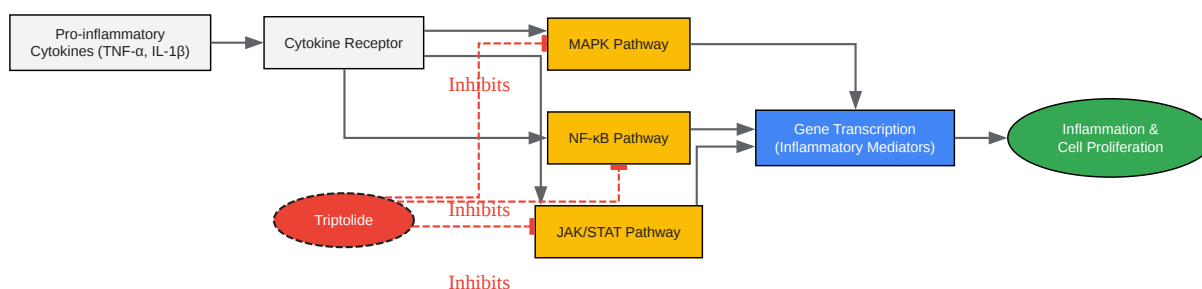 Pro-inflammatory
Cytokines (TNF-α, IL-1β)
Cytokine Receptor
MAPK Pathway
Inhibits
NF-κB Pathway
Gene Transcription
(Inflammatory Mediators)
Inflammation &
Cell Proliferation
Triptolide
Inhibits
JAK/STAT Pathway
Inhibits